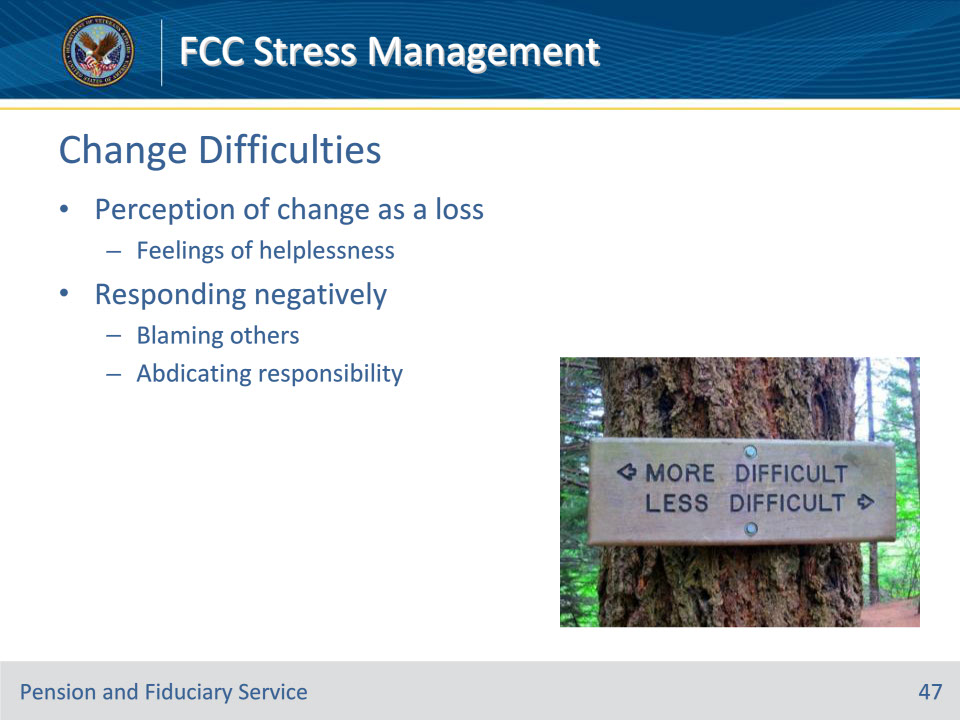 FCC Stress Management
Change Difficulties
• Perception of change as a loss
– Feelings of helplessness
• Responding negatively
– Blaming others
– Abdicating responsibility
MORE DIFFICULT
LESS DIFFICULT
Pension and Fiduciary Service
47